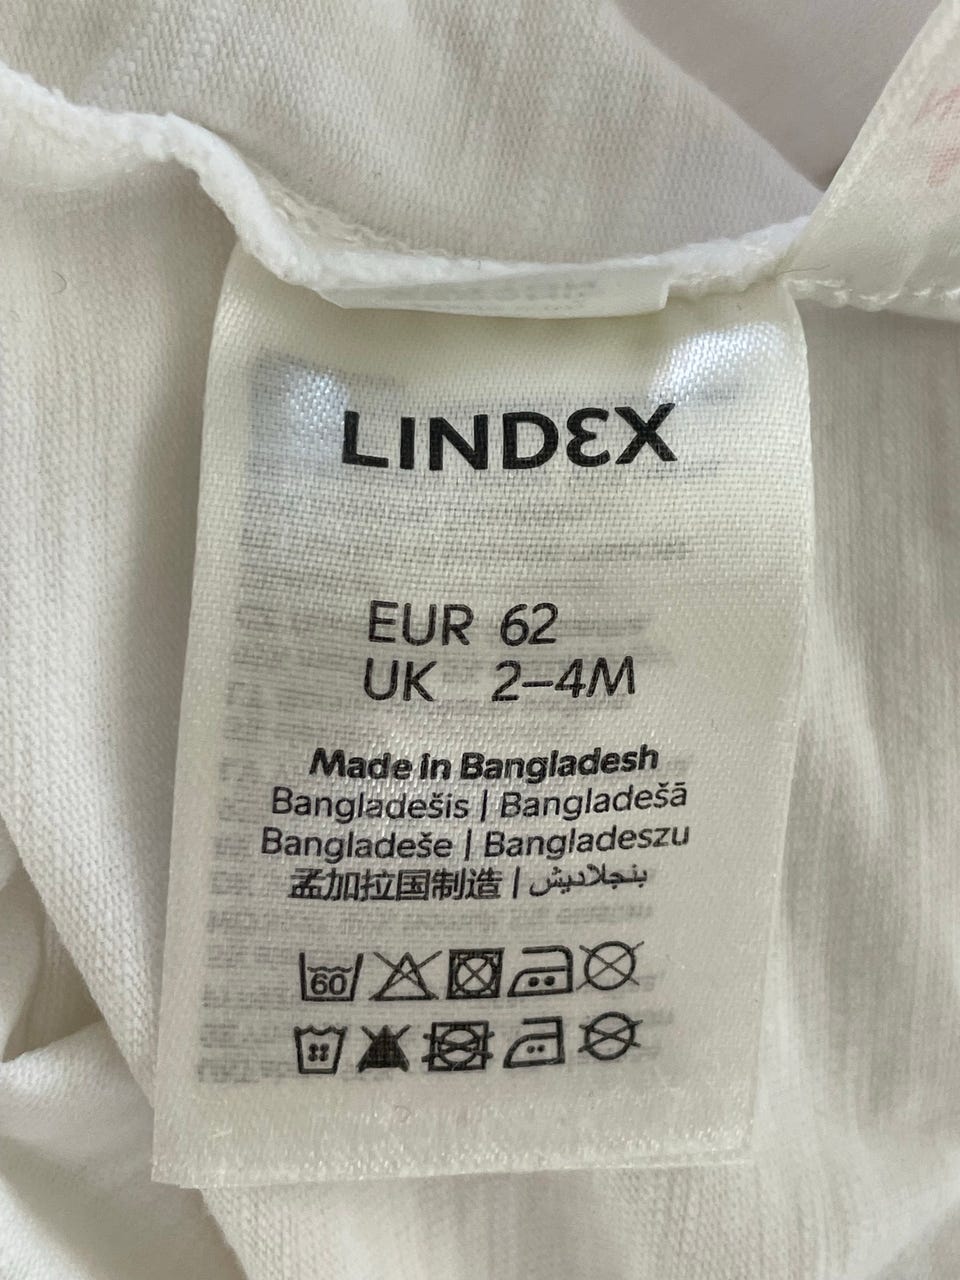 LINDEX
EUR 62
UK 2–4M
Made in Bangladesh
Bangladešis | Bangladešā
Bangladeše | Bangladeszu
孟加拉国制造 | بنجلاديش
60